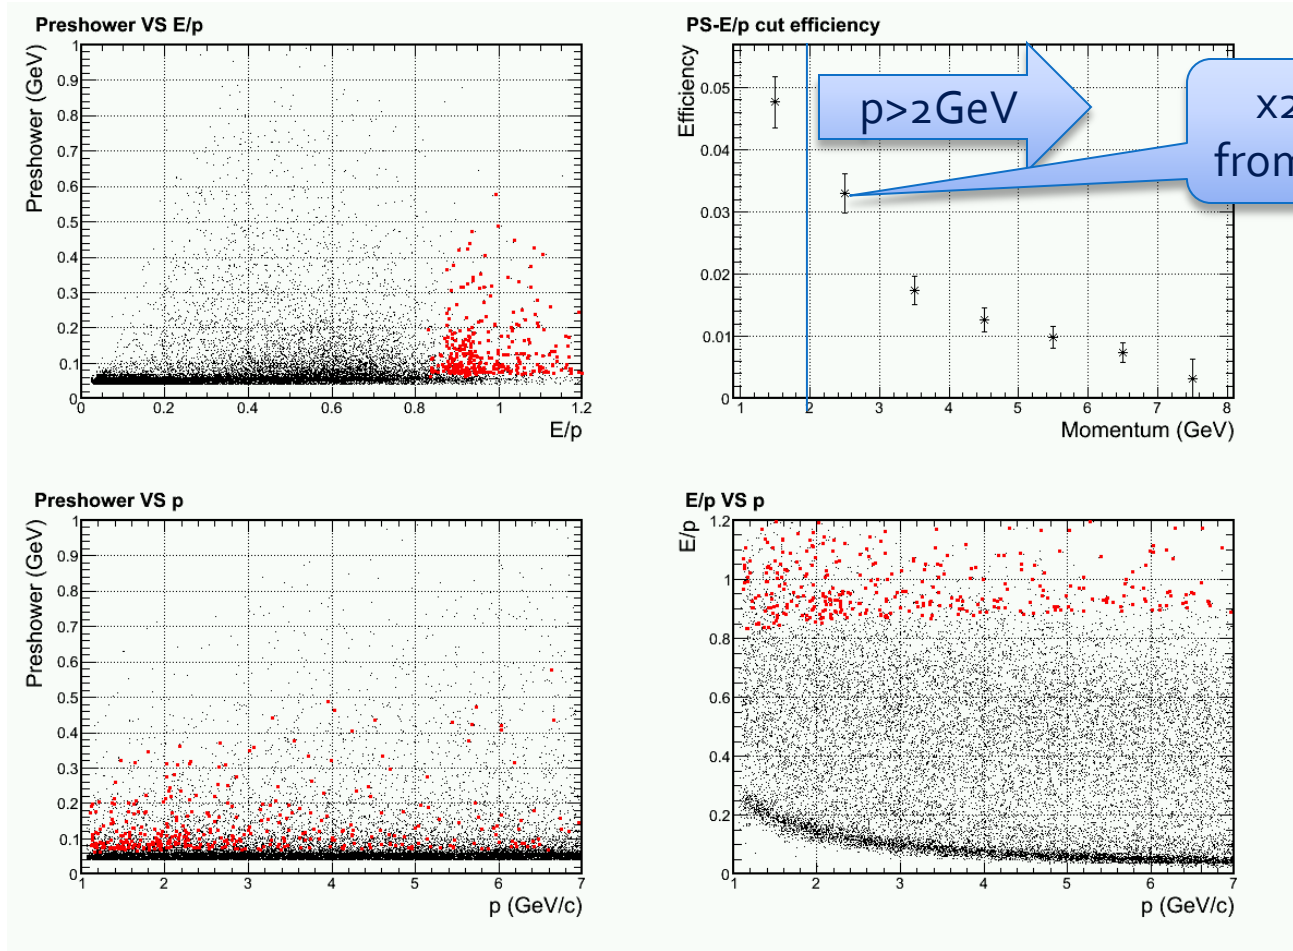 Preshower VS E/p
Preshower (GeV)
1
0.9
0.8
0.7
0.6
0.5
0.4
0.3
0.2
0.1
0
0 0.2 0.4 0.6 0.8 1 1.2
E/p
PS-E/p cut efficiency
Efficiency
0.05
0.04
0.03
0.02
0.01
0
1 2 3 4 5 6 7 8
Momentum (GeV)
p>2GeV
x2
from
Preshower VS p
Preshower (GeV)
1
0.9
0.8
0.7
0.6
0.5
0.4
0.3
0.2
0.1
0
1 2 3 4 5 6 7
p (GeV/c)
E/p VS p
E/p
1.2
1
0.8
0.6
0.4
0.2
0
1 2 3 4 5 6 7
p (GeV/c)